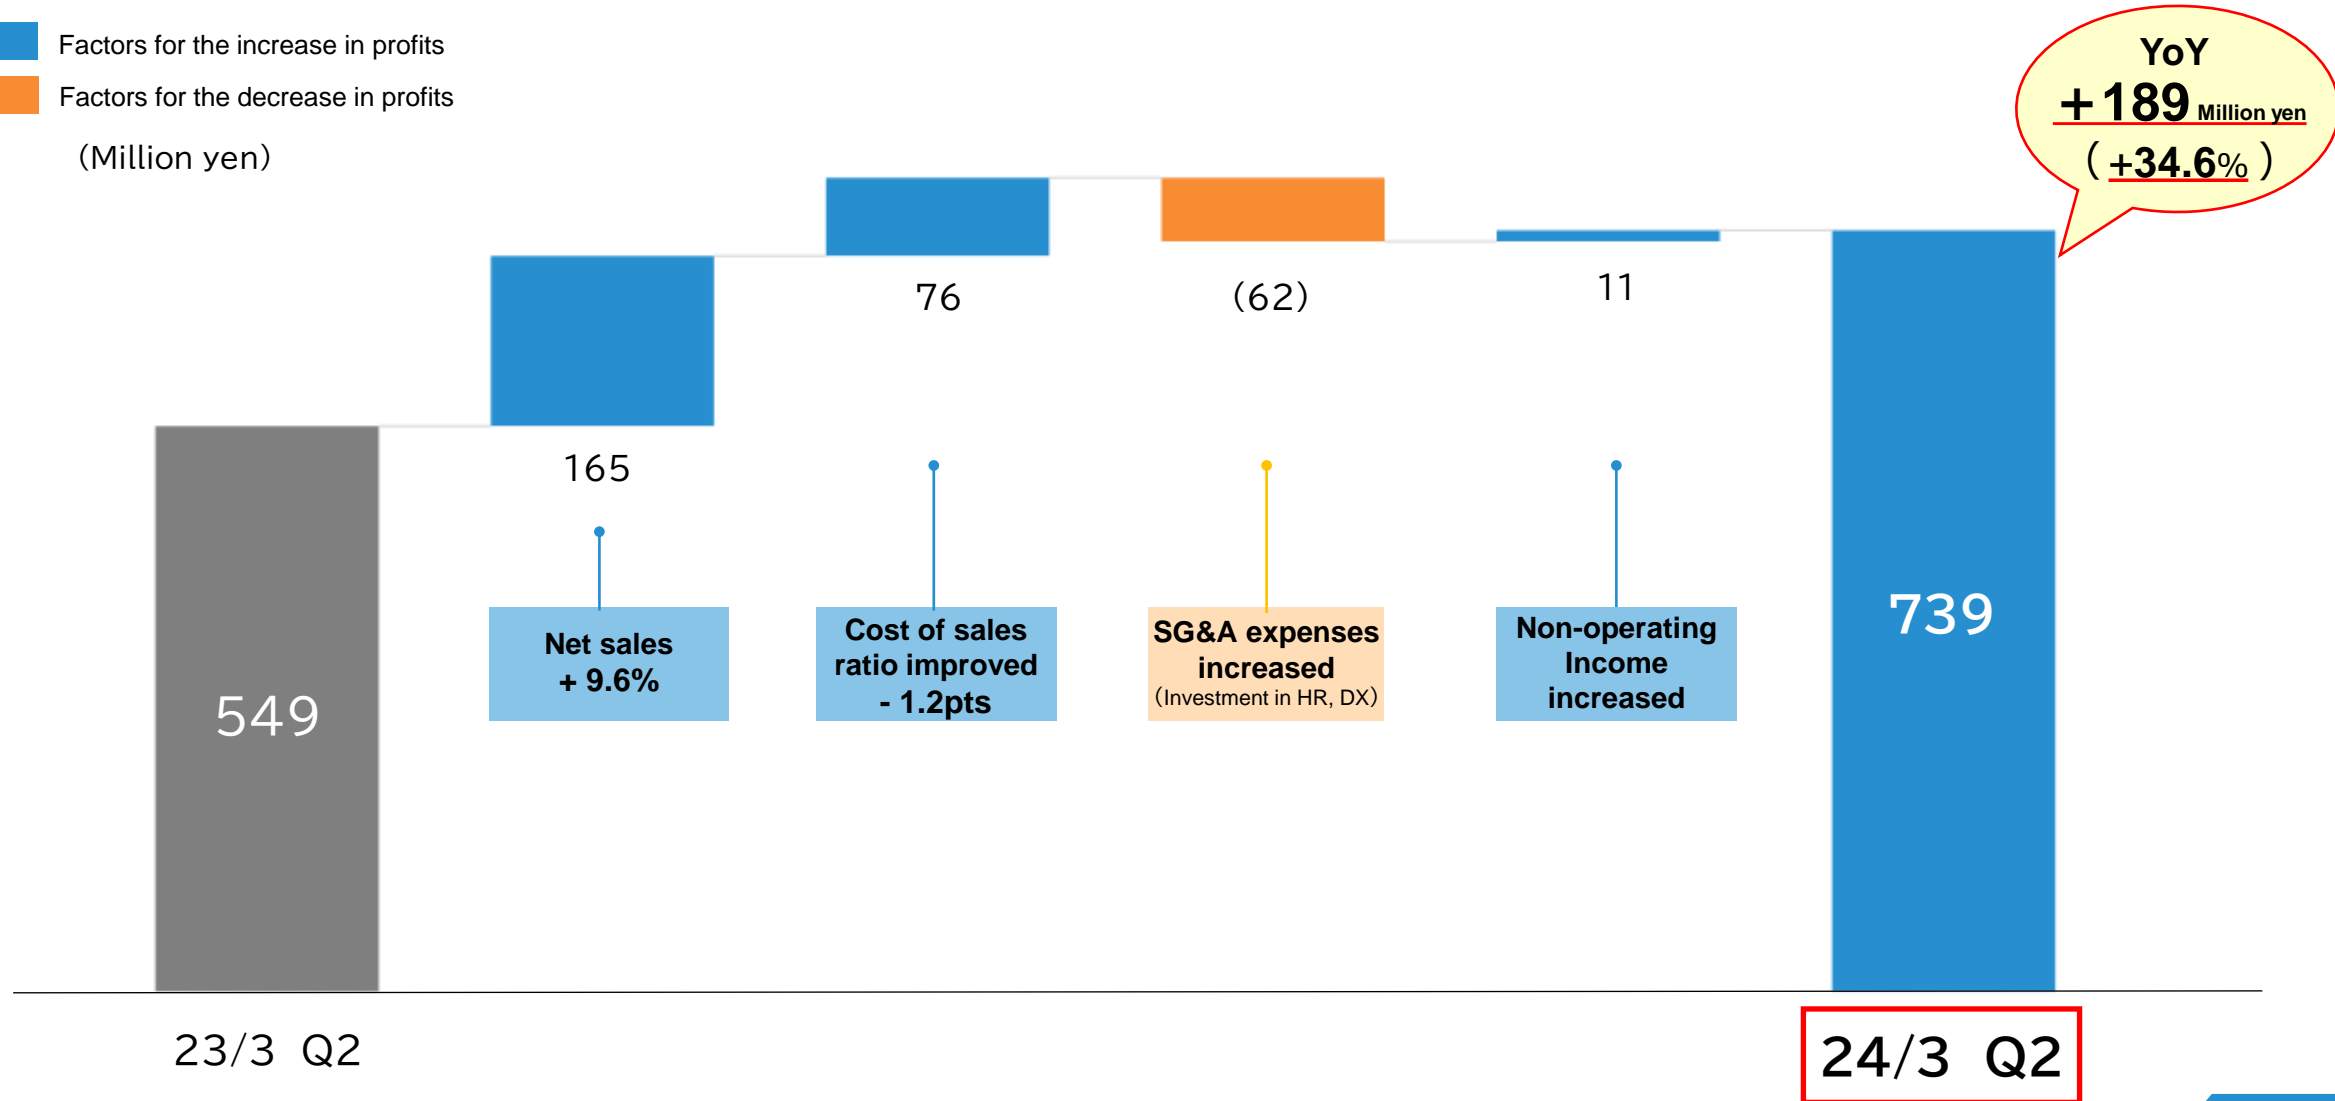 Factors for the increase in profits
Factors for the decrease in profits
(Million yen)
YoY
+189 Million yen
( +34.6% )
76
(62)
11
165
Net sales
+ 9.6%
Cost of sales
ratio improved
- 1.2pts
SG&A expenses
increased
(Investment in HR, DX)
Non-operating
Income
increased
549
739
23/3 Q2
24/3 Q2